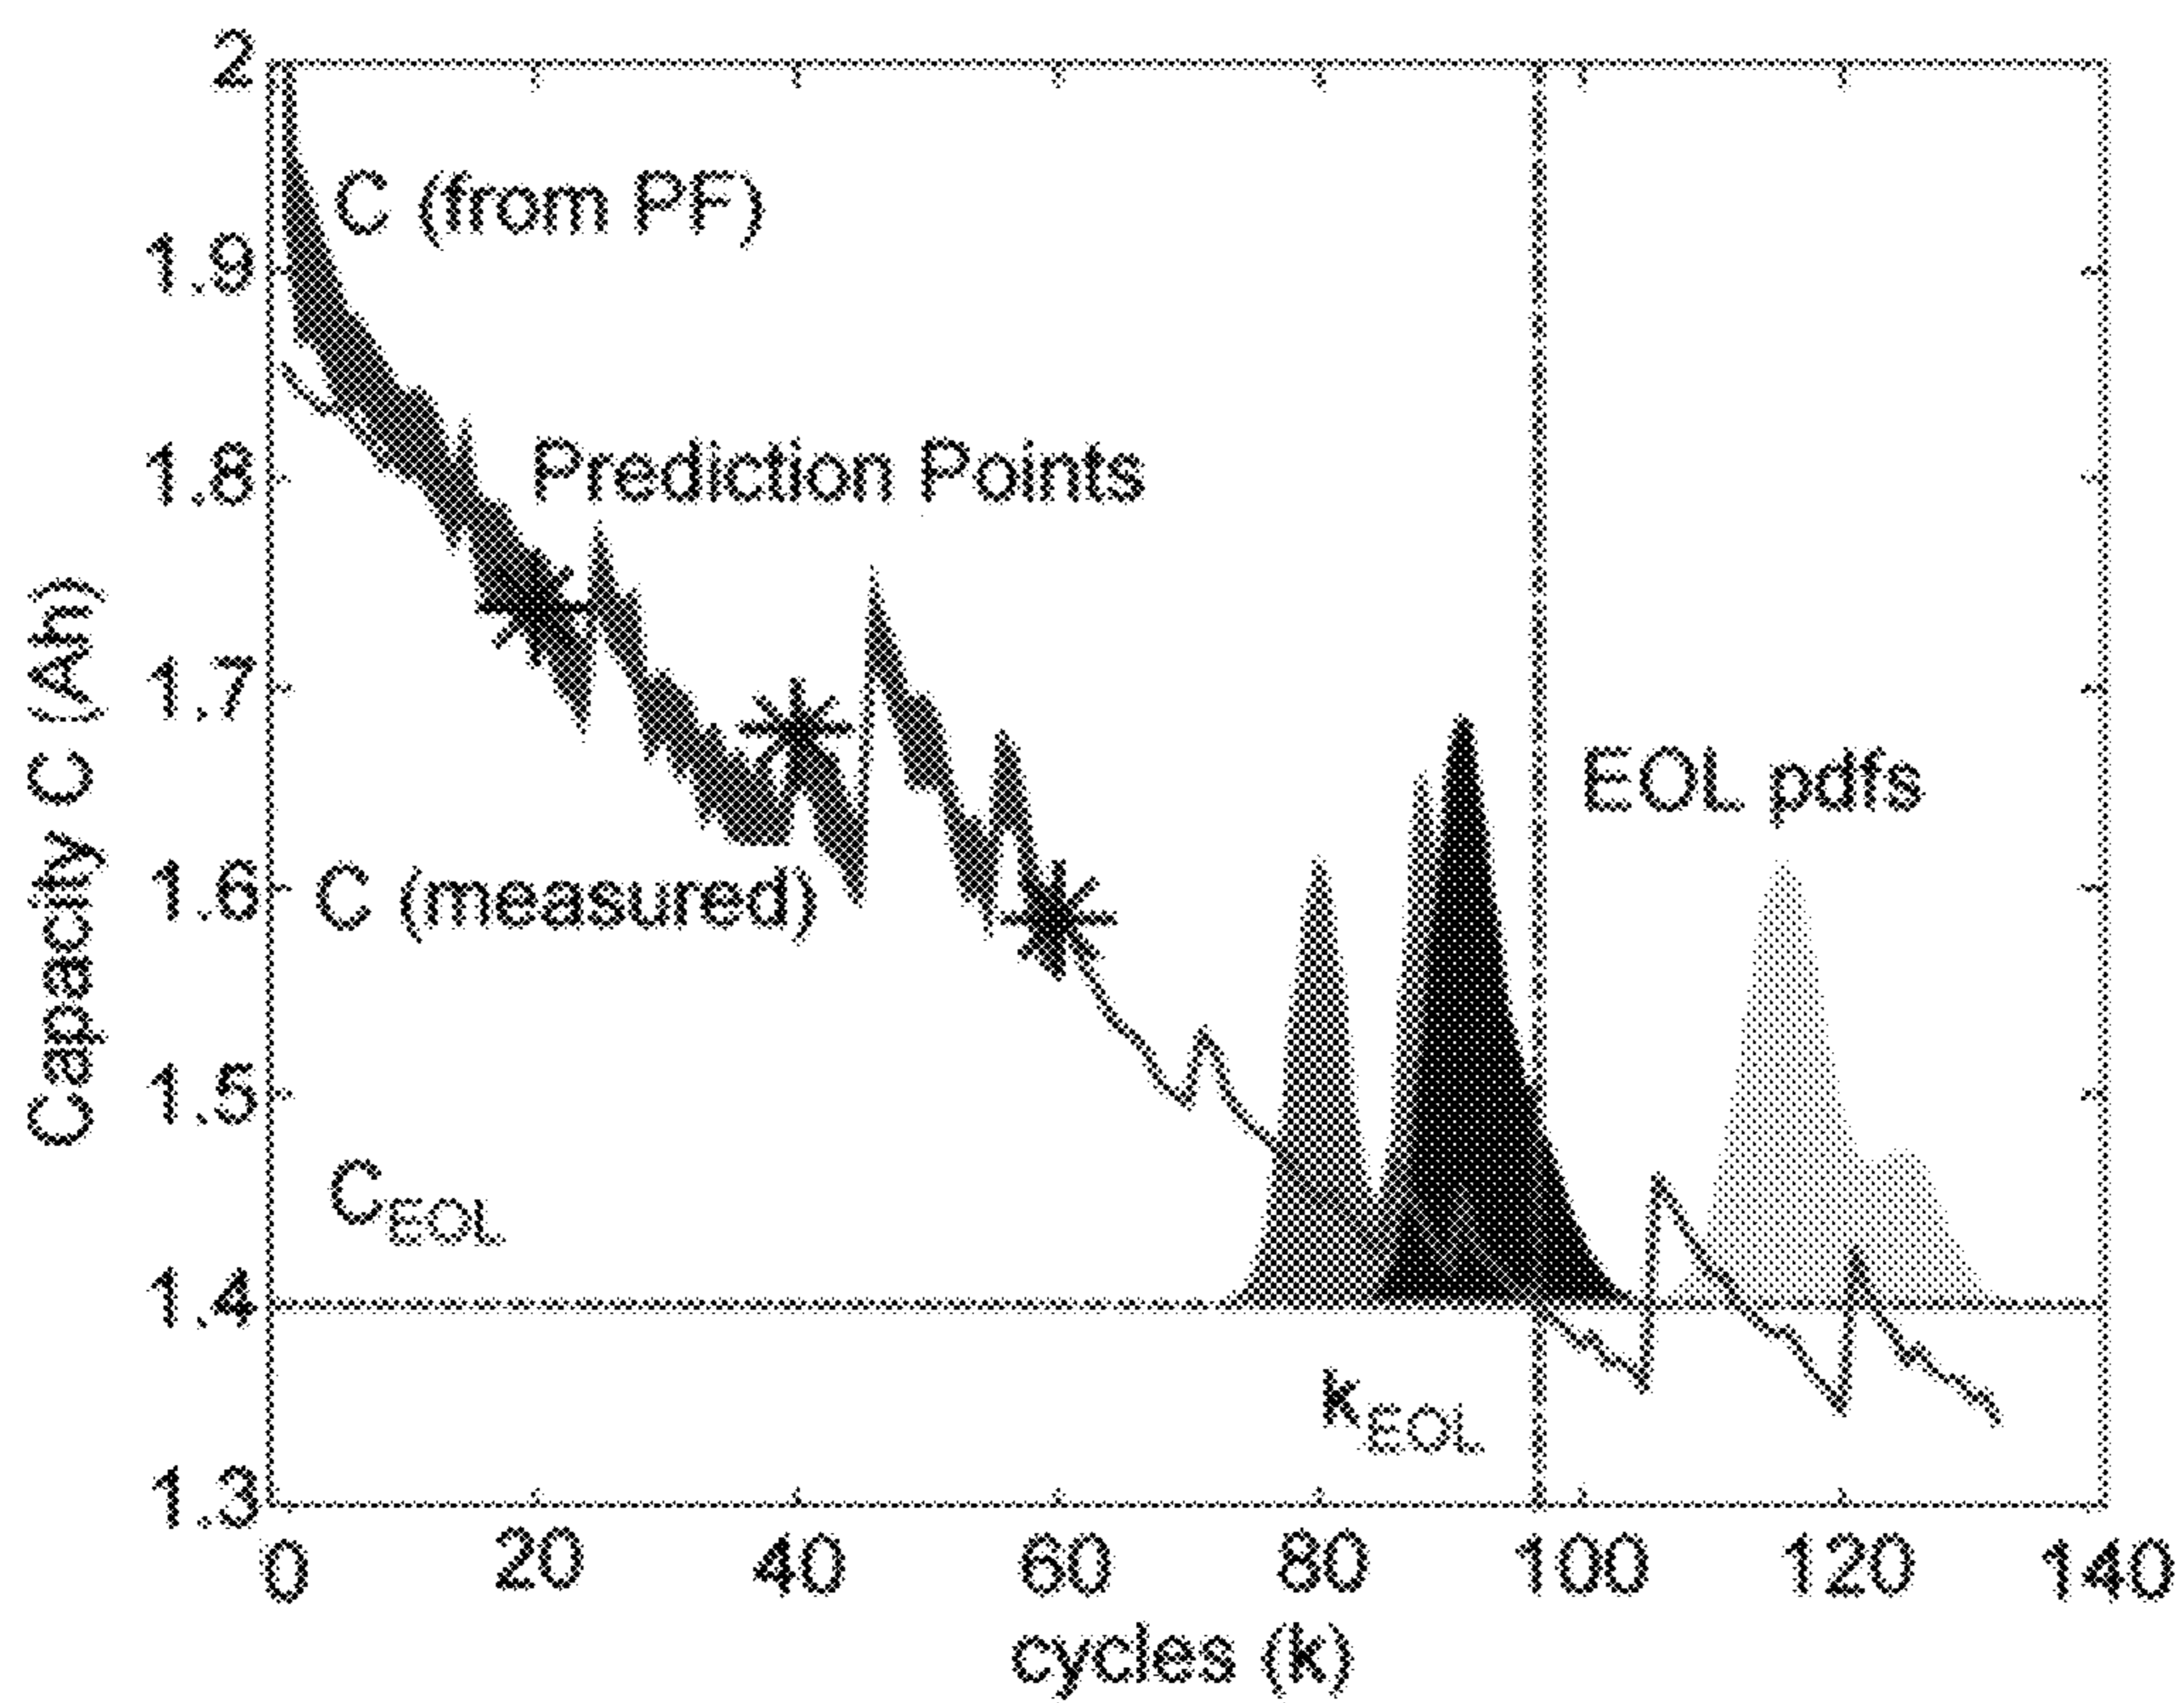 2
C (from PF)
1.9
Prediction Points
1.8
1.7
EOL pdfs
1.6
C (measured)
1.5
C_EOL
1.4
k_EOL
1.3
0 20 40 60 80 100 120 140
cycles (k)
Capacity C (Ah)